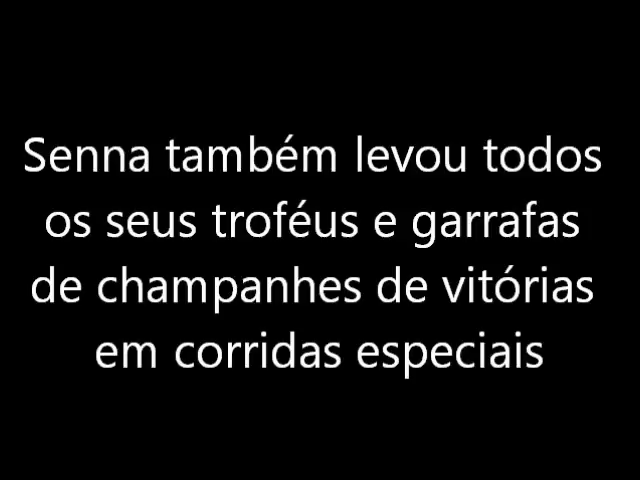 Senna também levou todos
os seus troféus e garrafas
de champanhes de vitórias
em corridas especiais